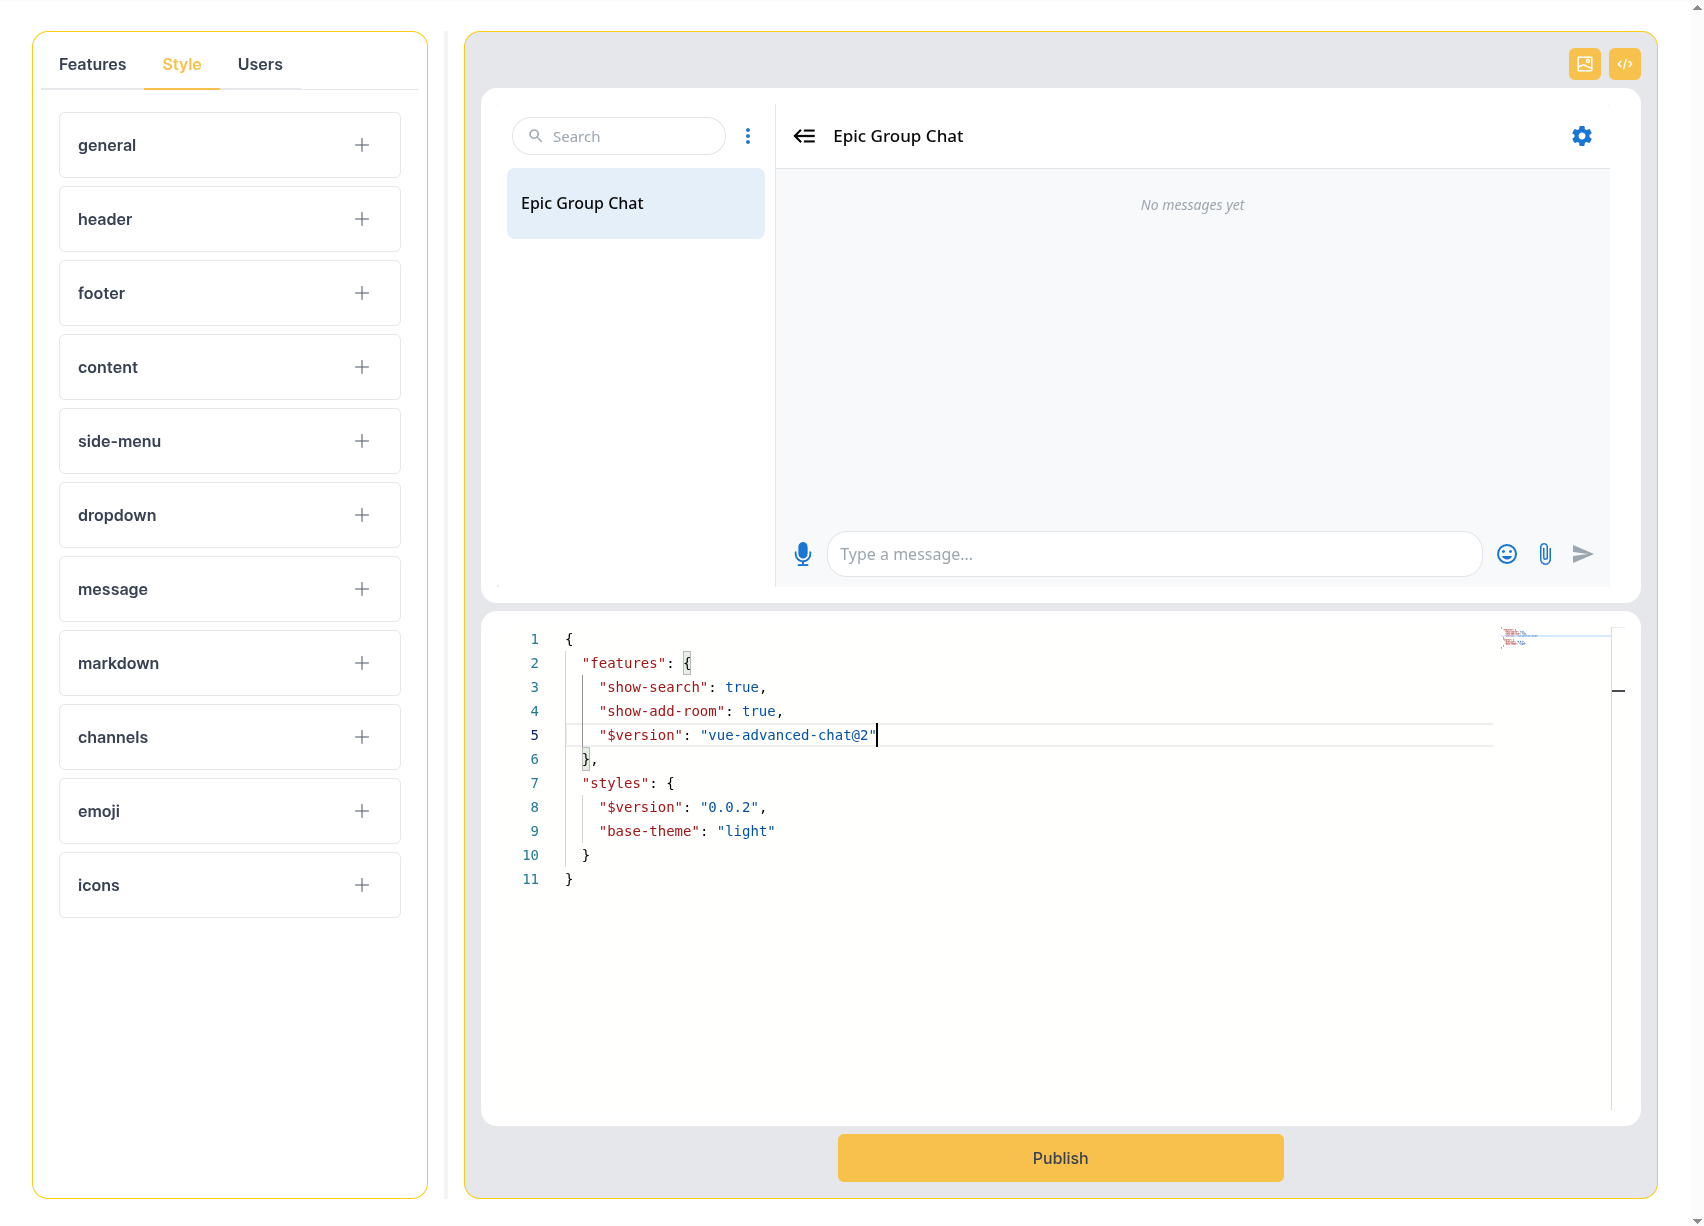 Features Style Users
general
header
footer
content
side-menu
dropdown
message
markdown
channels
emoji
icons
Search
Epic Group Chat
Epic Group Chat
No messages yet
Type a message...
1 {
2 "features": {
3 "show-search": true,
4 "show-add-room": true,
5 "$version": "vue-advanced-chat@2"
6 },
7 "styles": {
8 "$version": "0.0.2",
9 "base-theme": "light"
10 }
11 }
Publish